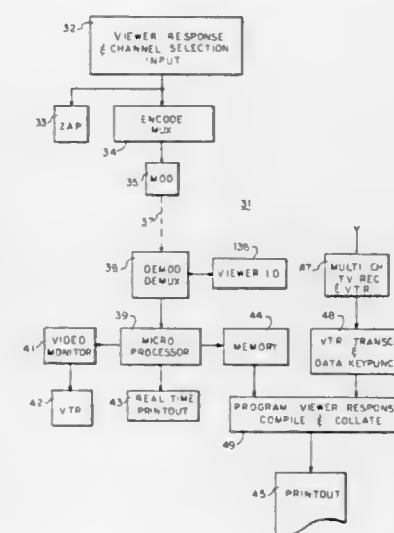 32
VIEWER RESPONSE
& CHANNEL SELECTION
INPUT
33
ZAP
ENCODE
MUX
34
35
MOD
37
31
38
DEMOD
DEMUX
138
VIEWER I.D
47
MULTI CH
TV REC
& VTR
41
VIDEO
MONITOR
39
MICRO
PROCESSOR
44
MEMORY
48
VTR TRANSC
&
DATA KEYPUNC
42
VTR
43
REAL TIME
PRINTOUT
PROGRAM VIEWER RESPONS
COMPILE & COLLATE
49
45
PRINTOUT